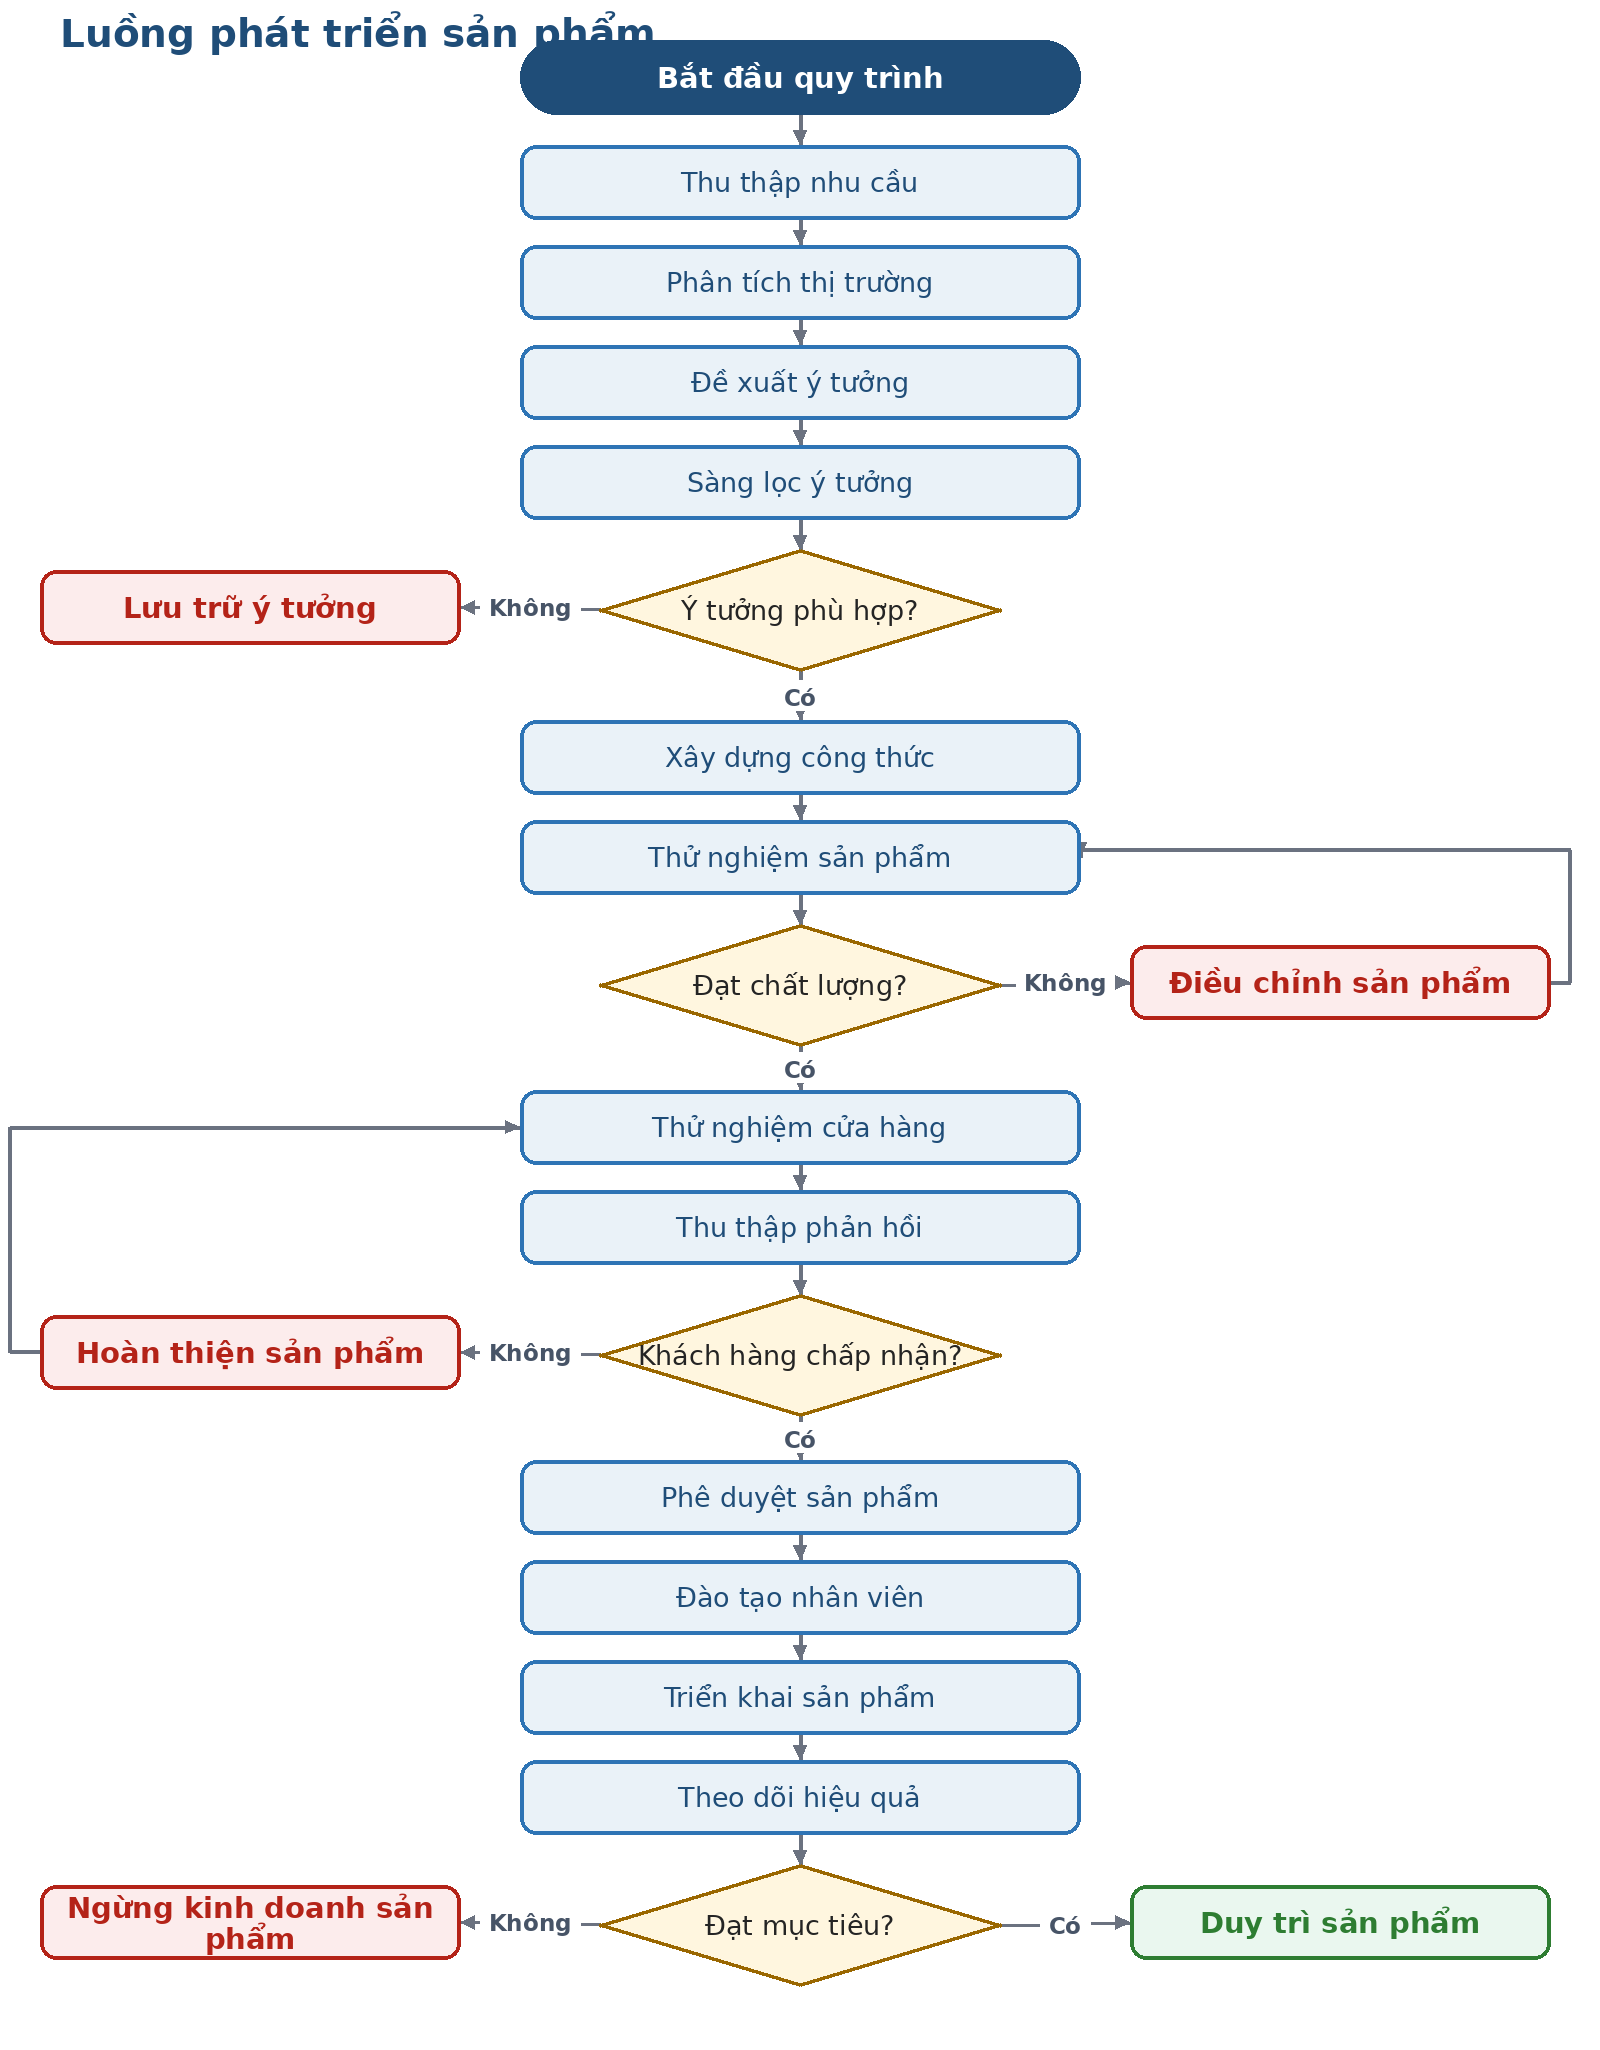 Luồng phát triển sản phẩm
Bắt đầu quy trình
Thu thập nhu cầu
Phân tích thị trường
Đề xuất ý tưởng
Sàng lọc ý tưởng
Lưu trữ ý tưởng
Không
Ý tưởng phù hợp?
Có
Xây dựng công thức
Thử nghiệm sản phẩm
Đạt chất lượng?
Không
Điều chỉnh sản phẩm
Có
Thử nghiệm cửa hàng
Thu thập phản hồi
Hoàn thiện sản phẩm
Không
Khách hàng chấp nhận?
Có
Phê duyệt sản phẩm
Đào tạo nhân viên
Triển khai sản phẩm
Theo dõi hiệu quả
Ngừng kinh doanh sản
phẩm
Không
Đạt mục tiêu?
Có
Duy trì sản phẩm